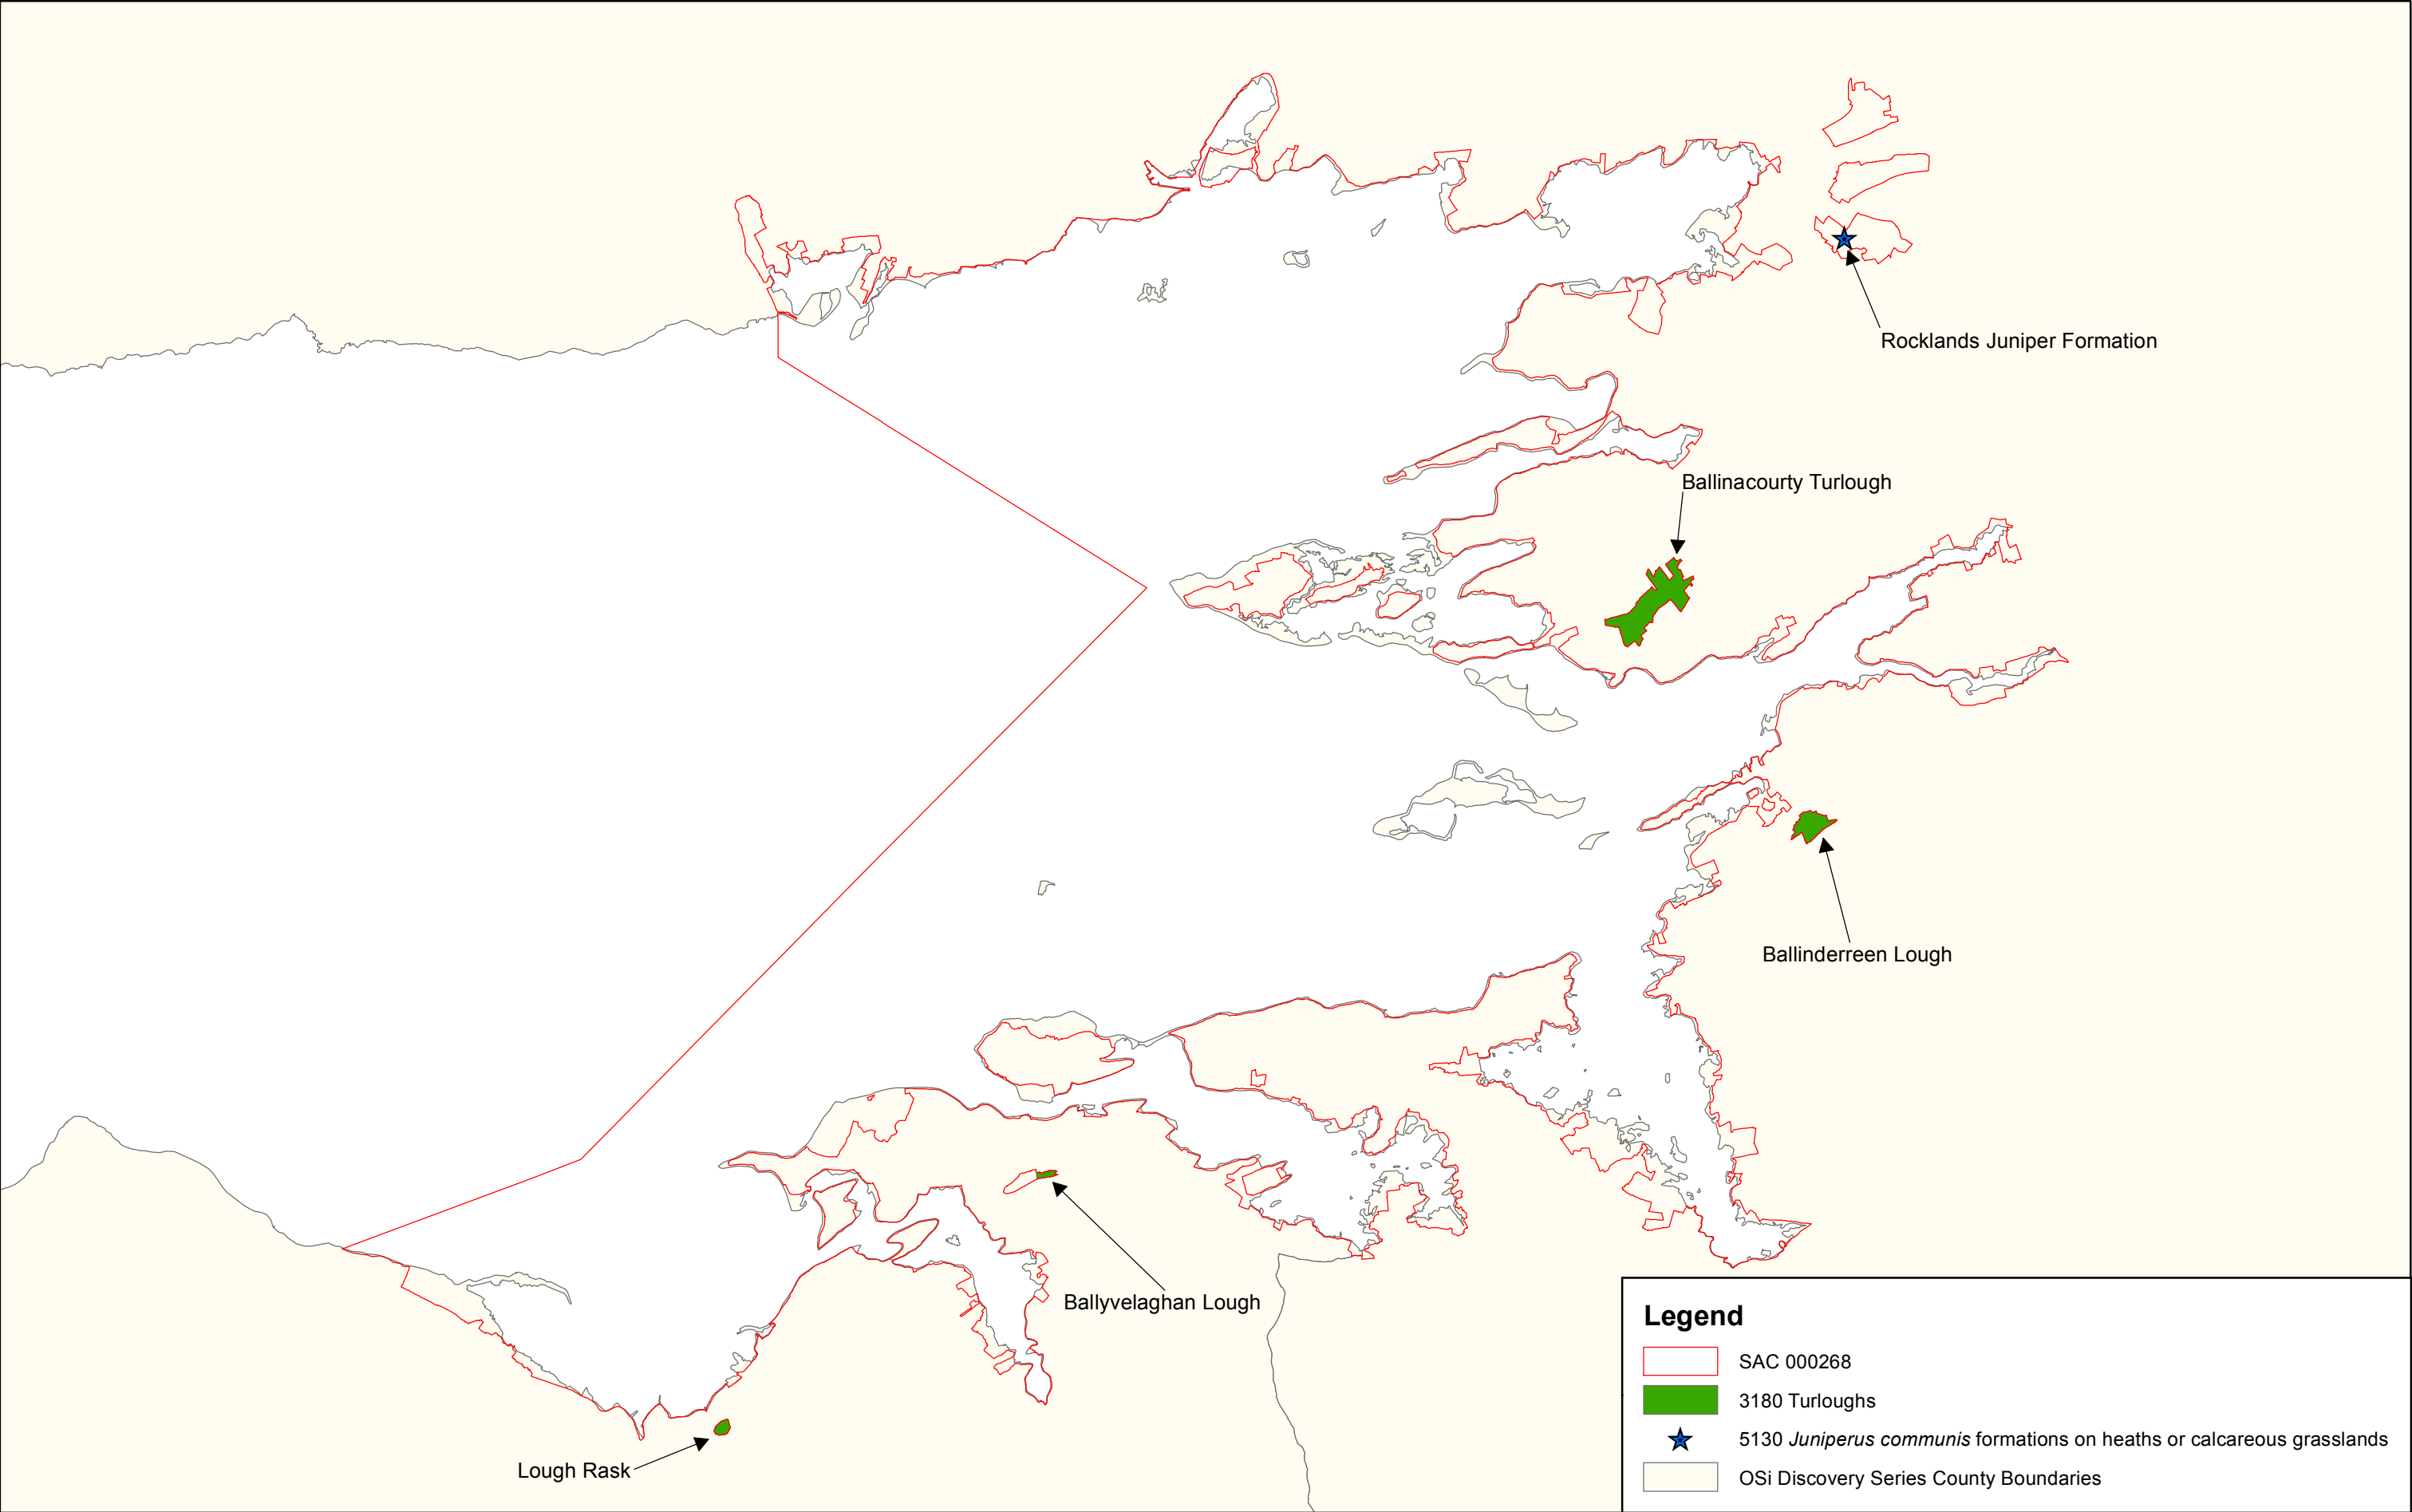 Rocklands Juniper Formation
Ballinacourty Turlough
Ballinderreen Lough
Ballyvelaghan Lough
Lough Rask
Legend
SAC 000268
3180 Turloughs
5130 Juniperus communis formations on heaths or calcareous grasslands
OSi Discovery Series County Boundaries